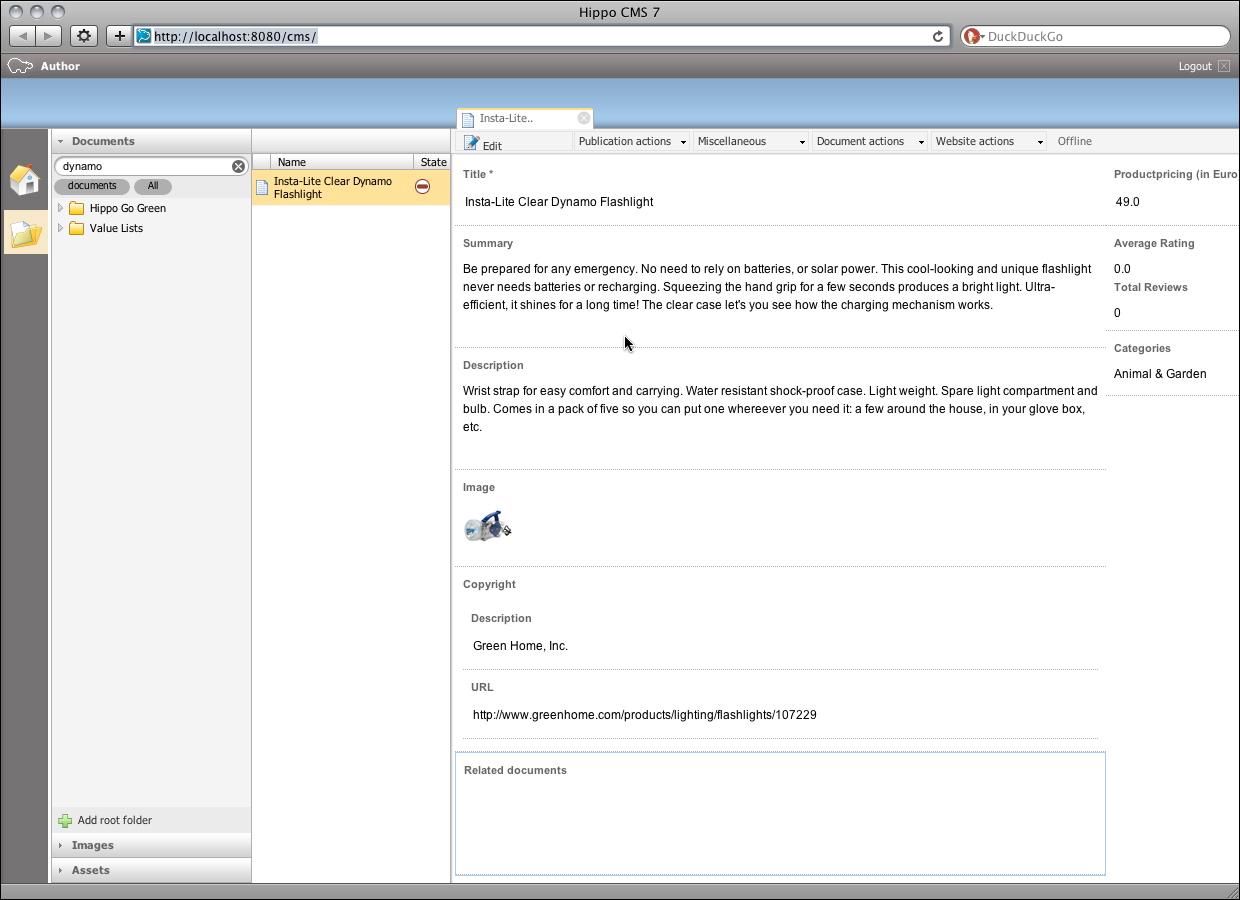 Hippo CMS 7
http://localhost:8080/cms/
DuckDuckGo
Author
Logout
Insta-Lite..
Documents
dynamo
documents
All
Hippo Go Green
Value Lists
Add root folder
Images
Assets
Name
State
Insta-Lite Clear Dynamo
Flashlight
Edit
Publication actions
Miscellaneous
Document actions
Website actions
Offline
Title *
Insta-Lite Clear Dynamo Flashlight
Summary
Be prepared for any emergency. No need to rely on batteries, or solar power. This cool-looking and unique flashlight
never needs batteries or recharging. Squeezing the hand grip for a few seconds produces a bright light. Ultra-
efficient, it shines for a long time! The clear case let's you see how the charging mechanism works.
Description
Wrist strap for easy comfort and carrying. Water resistant shock-proof case. Light weight. Spare light compartment and
bulb. Comes in a pack of five so you can put one whereever you need it: a few around the house, in your glove box,
etc.
Image
Copyright
Description
Green Home, Inc.
URL
http://www.greenhome.com/products/lighting/flashlights/107229
Related documents
Productpricing (in Euro
49.0
Average Rating
0.0
Total Reviews
0
Categories
Animal & Garden